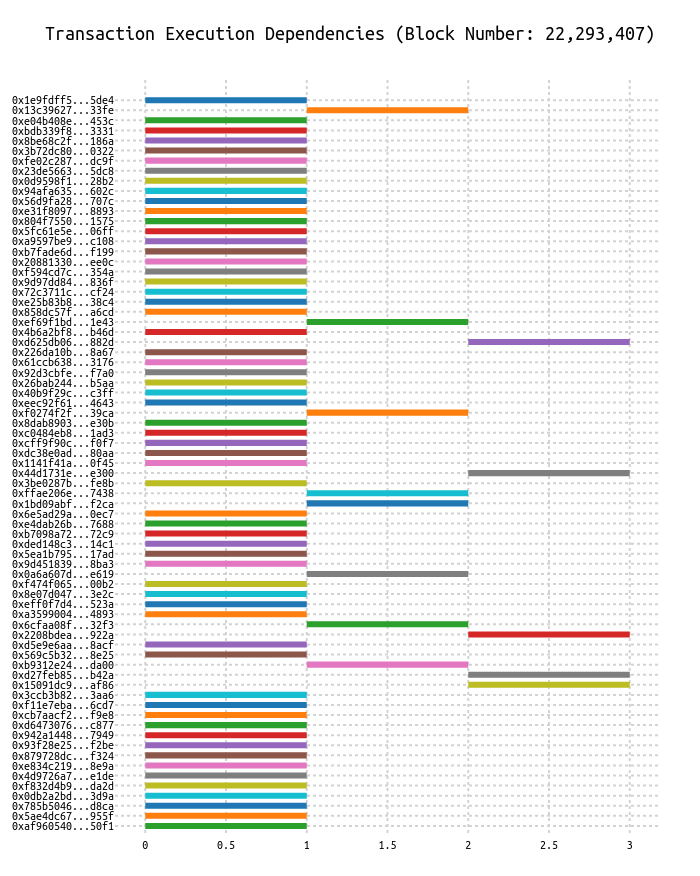 Transaction Execution Dependencies (Block Number: 22,293,407)
0x1e9fdff5...5de4
0x13c39627...33fe
0xe04b408e...453c
0xbdb339f8...3331
0x8be68c2f...186a
0x3b72dc80...0322
0xfe02c287...dc9f
0x23de5663...5dc8
0x0d9598f1...28b2
0x94afa635...602c
0x56d9fa28...707c
0xe31f8097...8893
0x804f7550...1575
0x5fc61e5e...06ff
0xa9597be9...c108
0xb7fade6d...f199
0x20881330...ee0c
0xf594cd7c...354a
0x9d97dd84...836f
0x72c3711c...cf24
0xe25b83b8...38c4
0x858dc57f...a6cd
0xef69f1bd...1e43
0x4b6a2bf8...b46d
0xd625db06...882d
0x226da10b...8a67
0x61ccb638...3176
0x92d3cbfe...f7a0
0x26bab244...b5aa
0x40b9f29c...c3ff
0xeec92f61...4643
0xf0274f2f...39ca
0x8dab8903...e30b
0xc0484eb8...1ad3
0xcff9f90c...f0f7
0xdc38e0ad...80aa
0x1141f41a...0f45
0x44d1731e...e300
0x3be0287b...fe8b
0xffae206e...7438
0x1bd09abf...f2ca
0x6e5ad29a...0ec7
0xe4dab26b...7688
0xb7098a72...72c9
0xded148c3...14c1
0x5ea1b795...17ad
0x9d451839...8ba3
0x0a6a607d...e619
0xf474f065...00b2
0x8e07d047...3e2c
0xeff0f7d4...523a
0xa3599004...4893
0x6cfaa08f...32f3
0x2208bdea...922a
0xd5e9e6aa...8acf
0x569c5b32...8e25
0xb9312e24...da00
0xd27feb85...b42a
0x15091dc9...af86
0x3ccb3b82...3aa6
0xf11e7eba...6cd7
0xcb7aacf2...f9e8
0xd6473076...c877
0x942a1448...7949
0x93f28e25...f2be
0x879728dc...f324
0xe834c219...8e9a
0x4d9726a7...e1de
0xf832d4b9...da2d
0x0db2a2bd...3d9a
0x785b5046...d8ca
0x5ae4dc67...955f
0xaf960540...50f1
0 0.5 1 1.5 2 2.5 3